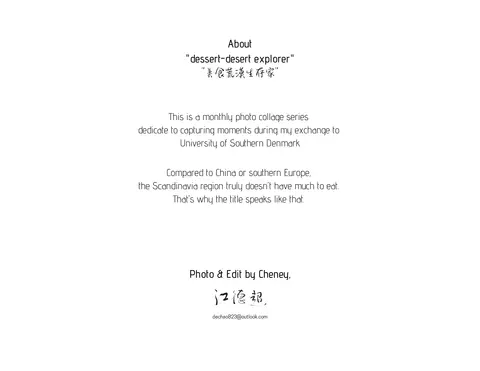 About
"dessert-desert explorer"
"美食荒漠生存家"
This is a monthly photo collage series
dedicate to capturing moments during my exchange to
University of Southern Denmark
Compared to China or southern Europe,
the Scandinavia region truly doesn't have much to eat.
That's why the title speaks like that.
Photo & Edit by Cheney,
江德超
dechao823@outlook.com